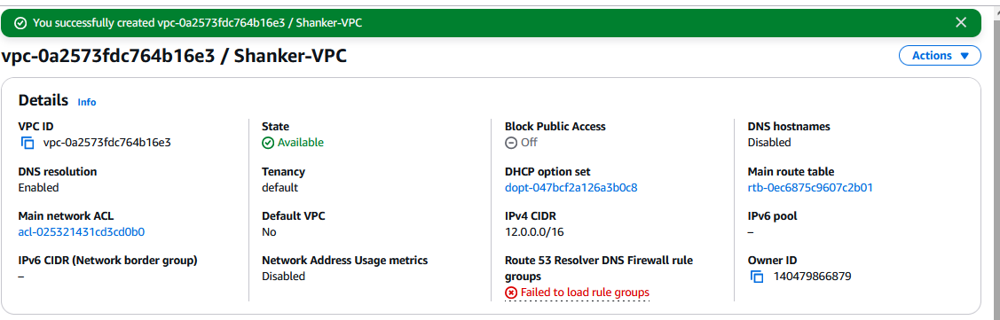 You successfully created vpc-0a2573fdc764b16e3 / Shanker-VPC
vpc-0a2573fdc764b16e3 / Shanker-VPC
Actions
Details Info
VPC ID
vpc-0a2573fdc764b16e3
State
Available
Block Public Access
Off
DNS hostnames
Disabled
DNS resolution
Enabled
Tenancy
default
DHCP option set
dopt-047bcf2a126a3b0c8
Main route table
rtb-0ec6875c9607c2b01
Main network ACL
acl-025321431cd3cd0b0
Default VPC
No
IPv4 CIDR
12.0.0.0/16
IPv6 pool
–
IPv6 CIDR (Network border group)
–
Network Address Usage metrics
Disabled
Route 53 Resolver DNS Firewall rule
groups
Failed to load rule groups
Owner ID
140479866879